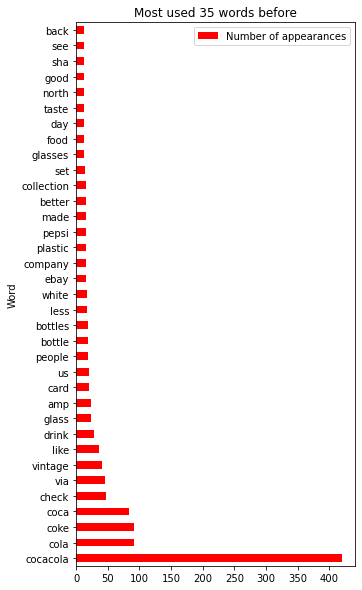 Most used 35 words before
Number of appearances
back
see
sha
good
north
taste
day
food
glasses
set
collection
better
made
pepsi
plastic
company
ebay
white
less
bottles
bottle
people
us
card
amp
glass
drink
like
vintage
via
check
coca
coke
cola
cocacola
Word
0 50 100 150 200 250 300 350 400